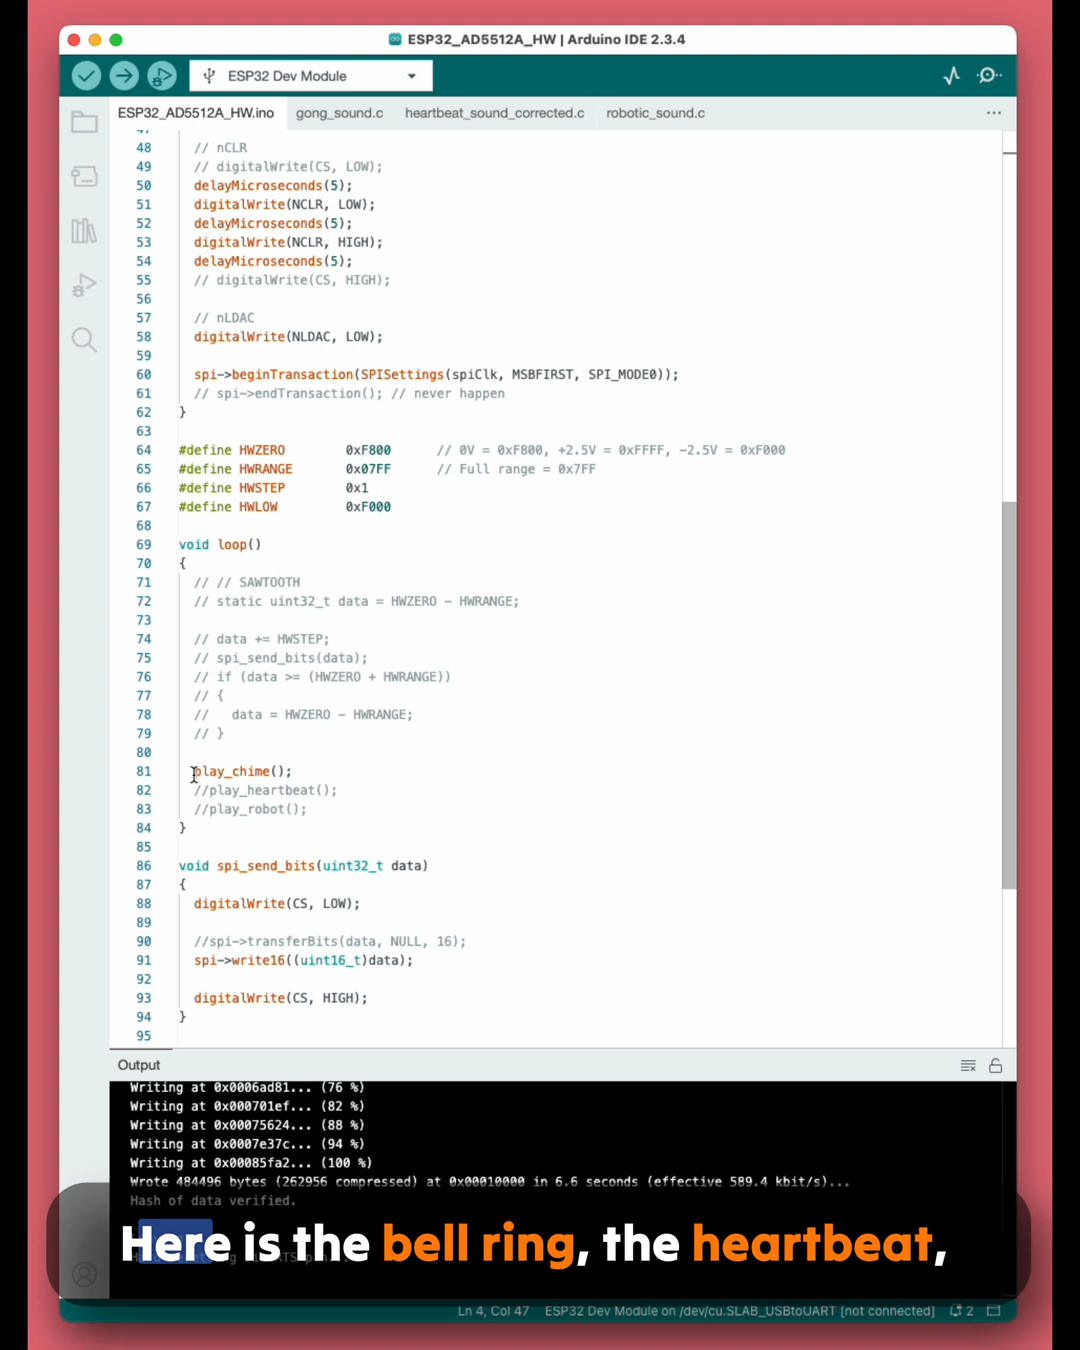 ESP32_AD5512A_HW | Arduino IDE 2.3.4
ESP32 Dev Module
ESP32_AD5512A_HW.ino gong_sound.c heartbeat_sound_corrected.c robotic_sound.c
47
48 // nCLR
49 // digitalWrite(CS, LOW);
50 delayMicroseconds(5);
51 digitalWrite(NCLR, LOW);
52 delayMicroseconds(5);
53 digitalWrite(NCLR, HIGH);
54 delayMicroseconds(5);
55 // digitalWrite(CS, HIGH);
56
57 // nLDAC
58 digitalWrite(NLDAC, LOW);
59
60 spi->beginTransaction(SPISettings(spiClk, MSBFIRST, SPI_MODE0));
61 // spi->endTransaction(); // never happen
62 }
63
64 #define HWZERO 0xF800 // 0V = 0xF800, +2.5V = 0xFFFF, -2.5V = 0xF000
65 #define HWRANGE 0x07FF // Full range = 0x7FF
66 #define HWSTEP 0x1
67 #define HWLOW 0xF000
68
69 void loop()
70 {
71 // // SAWTOOTH
72 // static uint32_t data = HWZERO - HWRANGE;
73
74 // data += HWSTEP;
75 // spi_send_bits(data);
76 // if (data >= (HWZERO + HWRANGE))
77 // {
78 // data = HWZERO - HWRANGE;
79 // }
80
81 play_chime();
82 //play_heartbeat();
83 //play_robot();
84 }
85
86 void spi_send_bits(uint32_t data)
87 {
88 digitalWrite(CS, LOW);
89
90 //spi->transferBits(data, NULL, 16);
91 spi->write16((uint16_t)data);
92
93 digitalWrite(CS, HIGH);
94 }
95
Output
Writing at 0x0006ad81... (76 %)
Writing at 0x000701ef... (82 %)
Writing at 0x00075624... (88 %)
Writing at 0x0007e37c... (94 %)
Writing at 0x00085fa2... (100 %)
Wrote 484496 bytes (262956 compressed) at 0x00010000 in 6.6 seconds (effective 589.4 kbit/s)...
Hash of data verified.
Here is the bell ring, the heartbeat,
Ln 4, Col 47 ESP32 Dev Module on /dev/cu.SLAB_USBtoUART [not connected] 2